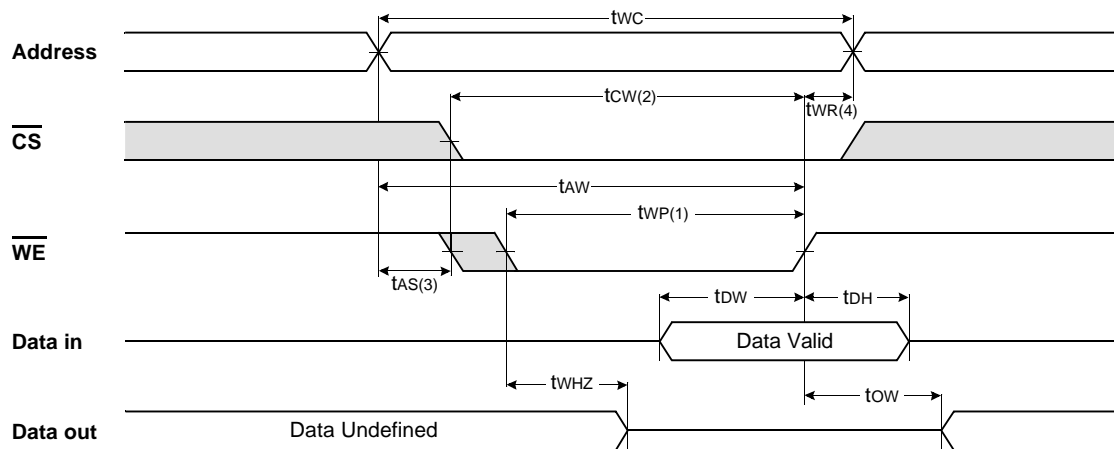 tWC
Address
tCW(2)
tWR(4)
CS
tAW
tWP(1)
WE
tAS(3)
tDW
tDH
Data in
Data Valid
tWHZ
tOW
Data out
Data Undefined